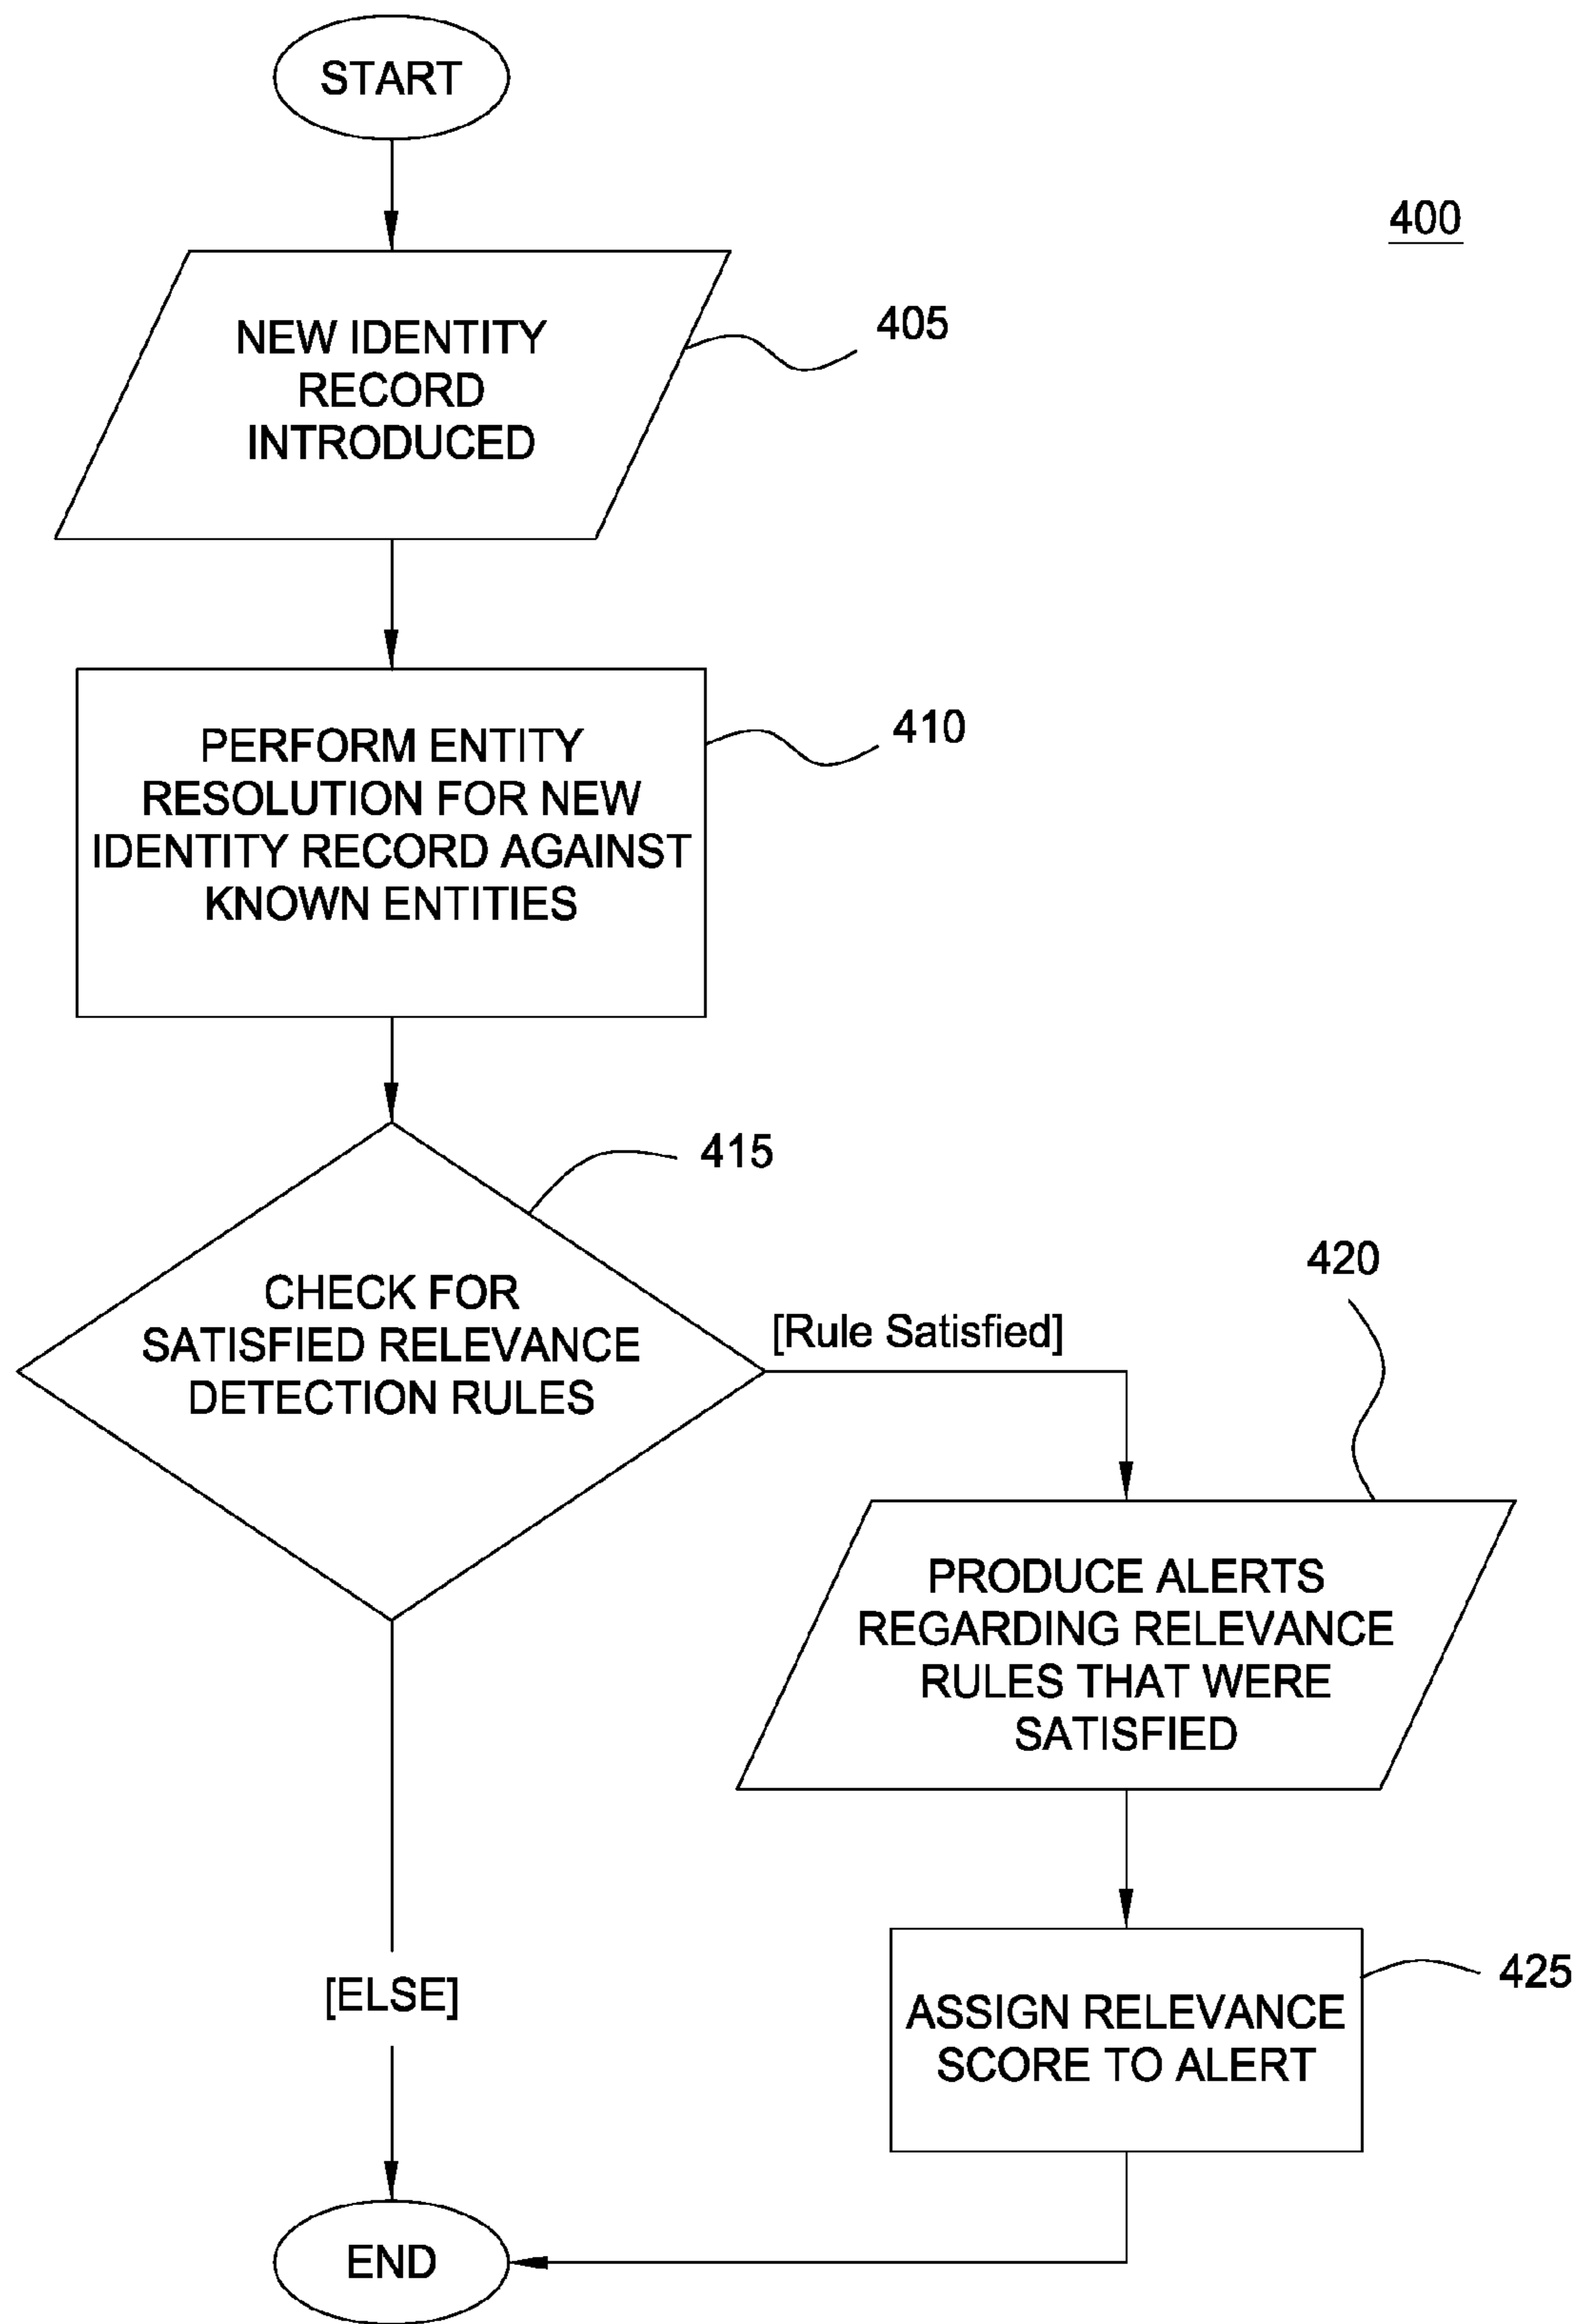 START
400
NEW IDENTITY
RECORD
INTRODUCED
405
PERFORM ENTITY
RESOLUTION FOR NEW
IDENTITY RECORD AGAINST
KNOWN ENTITIES
410
415
CHECK FOR
SATISFIED RELEVANCE
DETECTION RULES
[Rule Satisfied]
420
PRODUCE ALERTS
REGARDING RELEVANCE
RULES THAT WERE
SATISFIED
[ELSE]
425
ASSIGN RELEVANCE
SCORE TO ALERT
END